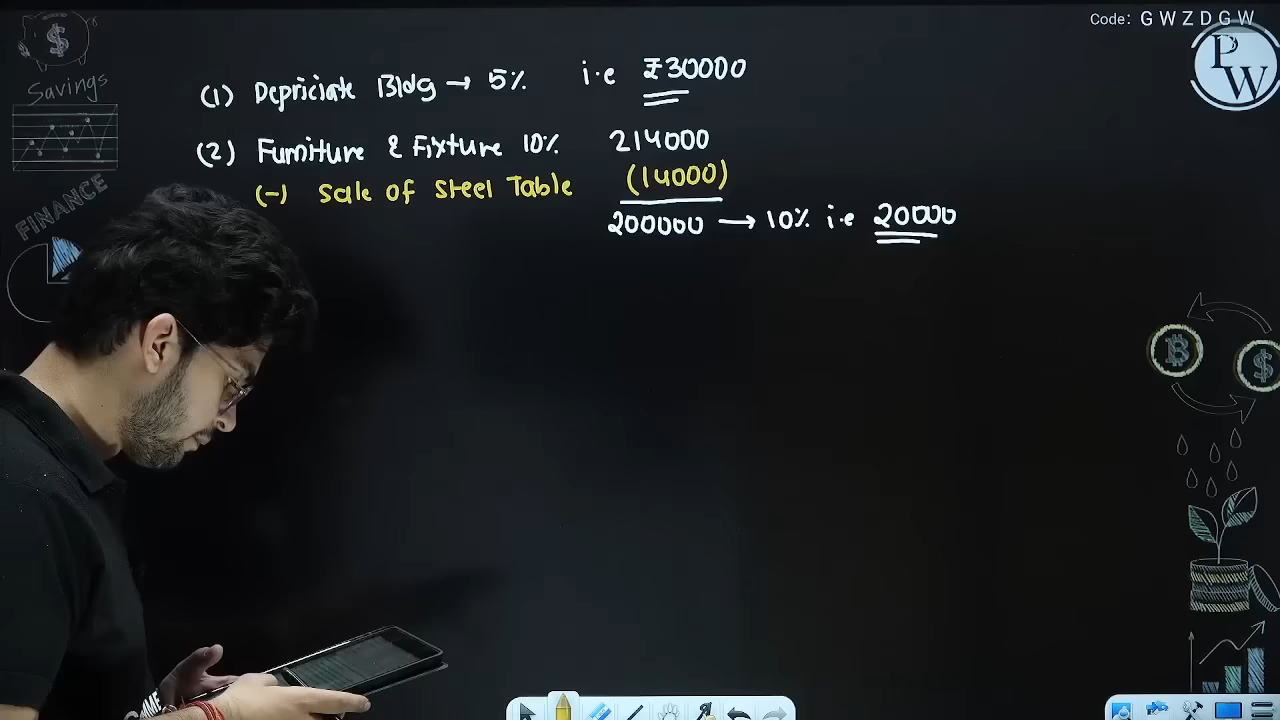 Code: G W Z D G W
PW
Savings
FINANCE
(1) Depriciate Bldg → 5% i.e ₹30000
(2) Furniture & Fixture 10% 214000
(-) Sale of Steel Table (14000)
200000 → 10% i.e 20000